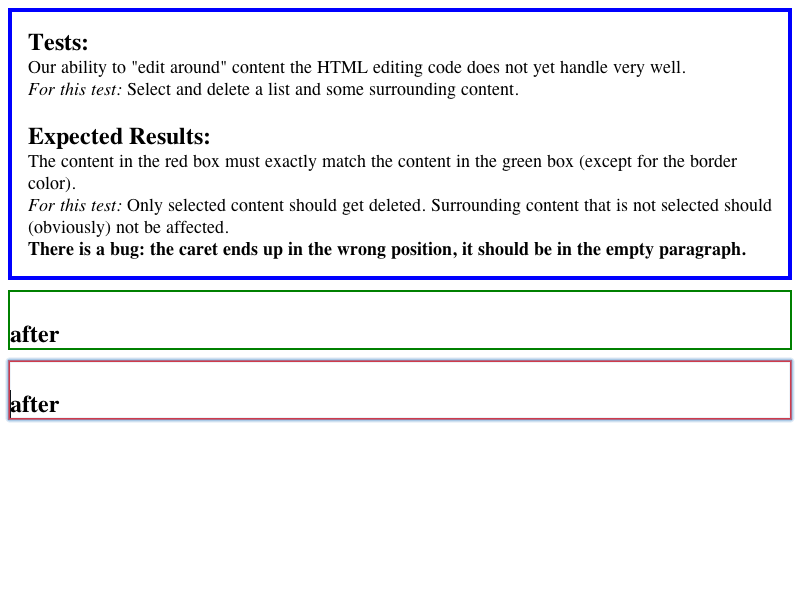 Tests:
Our ability to "edit around" content the HTML editing code does not yet handle very well.
For this test: Select and delete a list and some surrounding content.
Expected Results:
The content in the red box must exactly match the content in the green box (except for the border
color).
For this test: Only selected content should get deleted. Surrounding content that is not selected should
(obviously) not be affected.
There is a bug: the caret ends up in the wrong position, it should be in the empty paragraph.
after
after